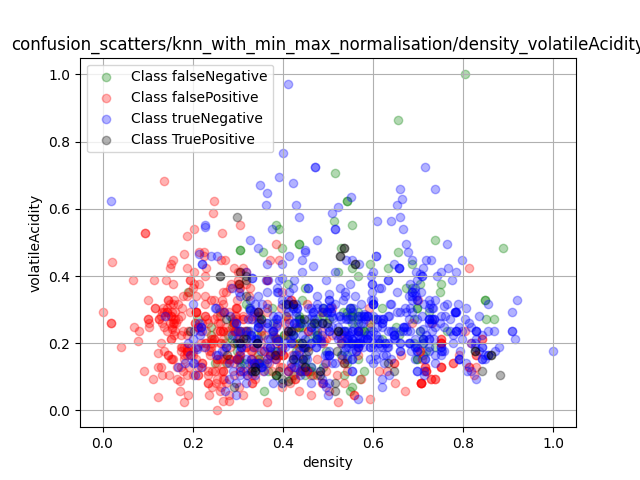 confusion_scatters/knn_with_min_max_normalisation/density_volatileAcidity
Class falseNegative
Class falsePositive
Class trueNegative
Class TruePositive
volatileAcidity
1.0
0.8
0.6
0.4
0.2
0.0
0.0 0.2 0.4 0.6 0.8 1.0
density